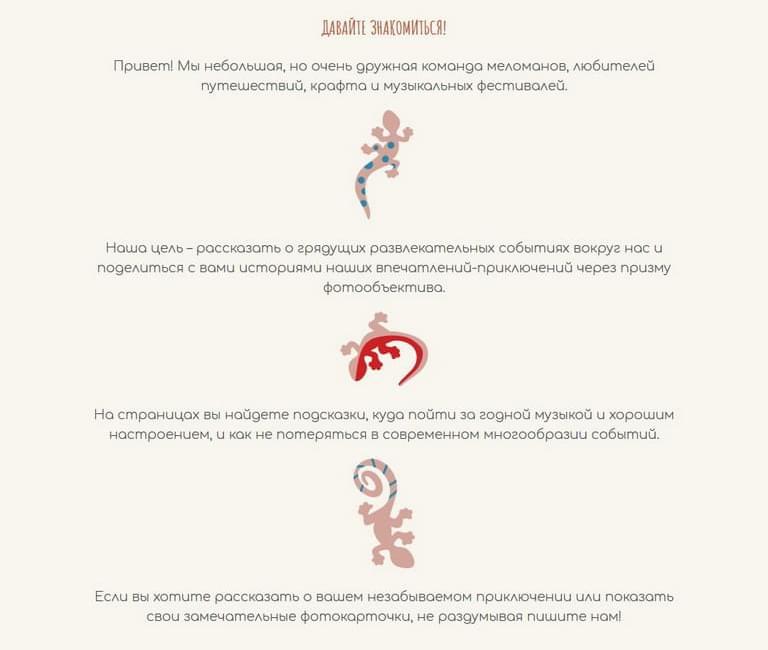 ДАВАЙТЕ ЗНАКОМИТЬСЯ!
Привет! Мы небольшая, но очень дружная команда меломанов, любителей
путешествий, крафта и музыкальных фестивалей.
Наша цель – рассказать о грядущих развлекательных событиях вокруг нас и
поделиться с вами историями наших впечатлений-приключений через призму
фотообъектива.
На страницах вы найдете подсказки, куда пойти за годной музыкой и хорошим
настроением, и как не потеряться в современном многообразии событий.
Если вы хотите рассказать о вашем незабываемом приключении или показать
свои замечательные фотокарточки, не раздумывая пишите нам!